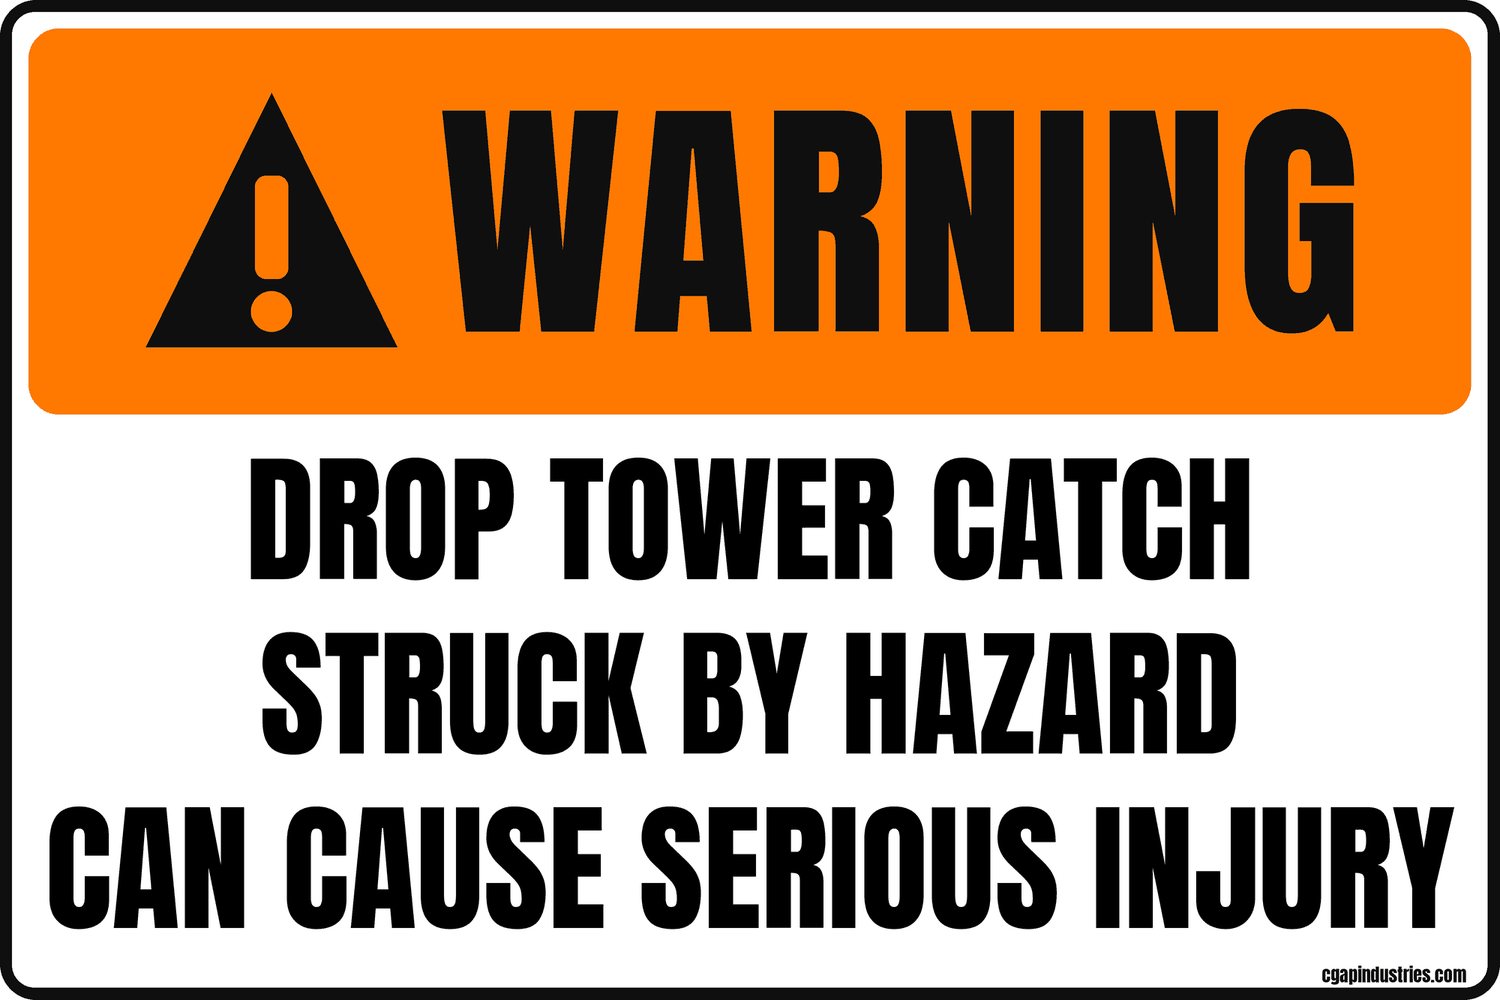 WARNING
DROP TOWER CATCH
STRUCK BY HAZARD
CAN CAUSE SERIOUS INJURY
cgapindustries.com